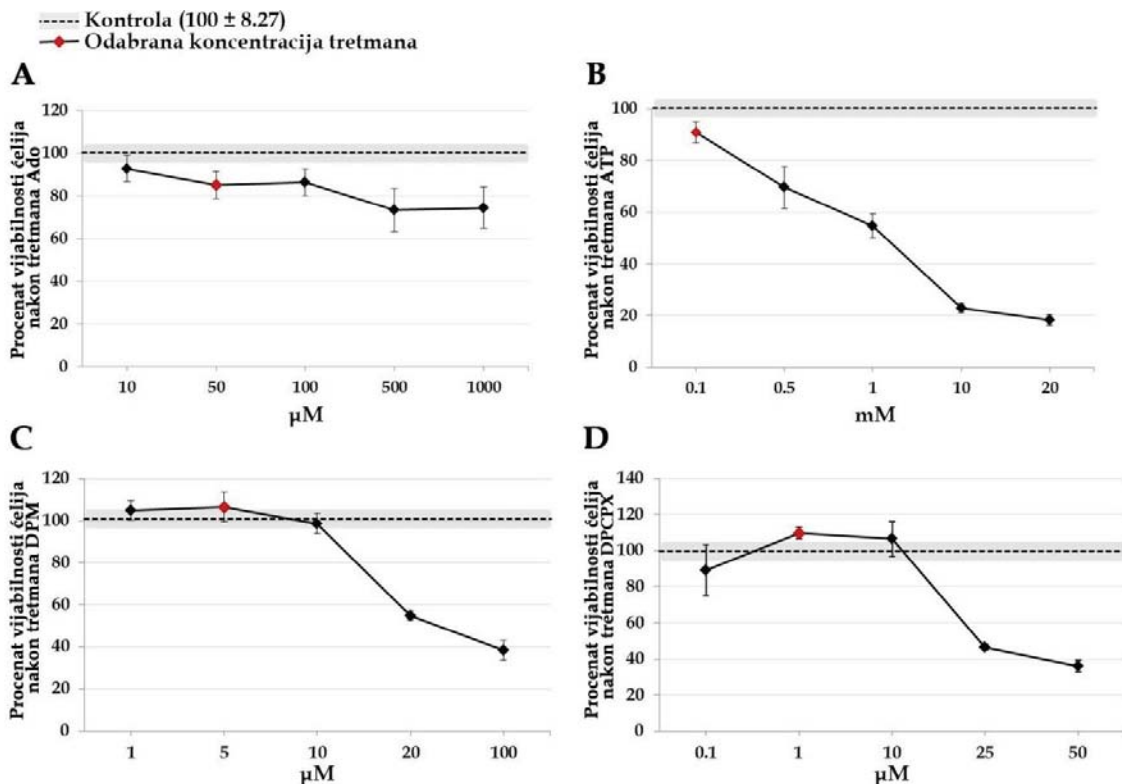 Kontrola (100 ± 8.27)
Odabrana koncentracija tretmana
A
Procenat vijabilnosti ćelija
nakon tretmana Ado
120
100
80
60
40
20
0
10 50 100 500 1000
µM
B
Procenat vijabilnosti ćelija
nakon tretmana ATP
100
80
60
40
20
0
0.1 0.5 1 10 20
mM
C
Procenat vijabilnosti ćelija
nakon tretmana DPM
120
100
80
60
40
20
0
1 5 10 20 100
µM
D
Procenat vijabilnosti ćelija
nakon tretmana DPCPX
140
120
100
80
60
40
20
0
0.1 1 10 25 50
µM